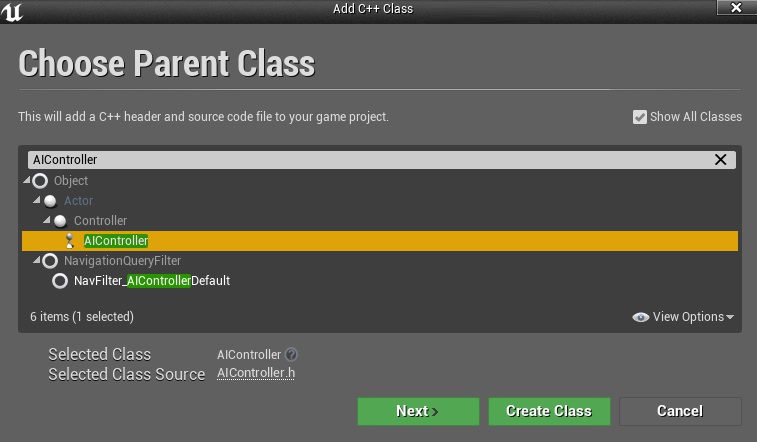 Add C++ Class
Choose Parent Class
This will add a C++ header and source code file to your game project.
Show All Classes
AIController
Object
Actor
Controller
AIController
NavigationQueryFilter
NavFilter_AIControllerDefault
6 items (1 selected)
View Options
Selected Class AIController
Selected Class Source AIController.h
Next >
Create Class
Cancel